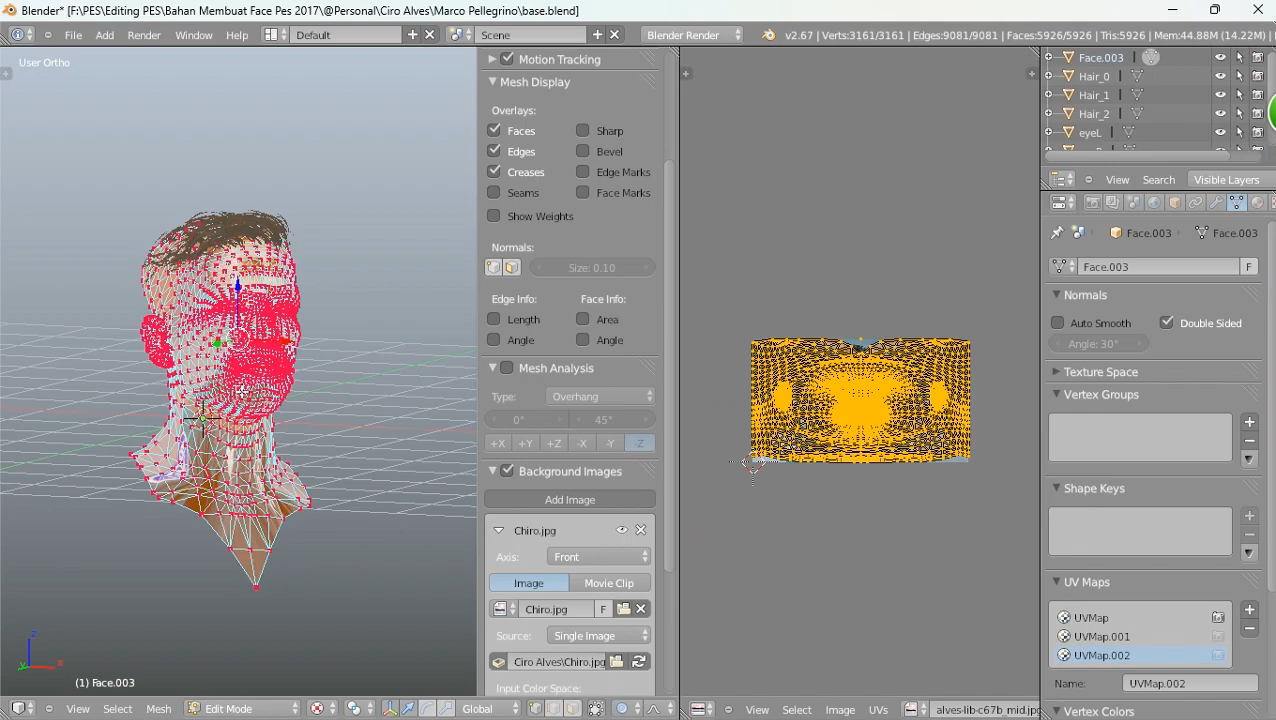 Blender* [F:\PES\Editing PES\Bahan Membuat Face Pes 2017\@Personal\Ciro Alves\Marco Pellegrino\base.blend]
File Add Render Window Help Default Scene Blender Render v2.67 | Verts:3161/3161 | Edges:9081/9081 | Faces:5926/5926 | Tris:5926 | Mem:44.88M (14.22M)
User Ortho
Motion Tracking
Mesh Display
Overlays:
Faces Sharp
Edges Bevel
Creases Edge Marks
Seams Face Marks
Show Weights
Normals:
Size: 0.10
Edge Info: Face Info:
Length Area
Angle Angle
Mesh Analysis
Type: Overhang
0° 45°
+X +Y +Z -X -Y -Z
Background Images
Add Image
Chiro.jpg
Axis: Front
Image Movie Clip
Chiro.jpg F
Source: Single Image
Ciro Alves\Chiro.jpg
Input Color Space:
z
x
y
(1) Face.003
View Select Mesh Edit Mode Global
View Select Image UVs alves-lib-c67b_mid.jpg
Face.003
Hair_0
Hair_1
Hair_2
eyeL
View Search Visible Layers
Face.003 Face.003
Face.003 F
Normals
Auto Smooth Double Sided
Angle: 30°
Texture Space
Vertex Groups
Shape Keys
UV Maps
UVMap
UVMap.001
UVMap.002
Name: UVMap.002
Vertex Colors